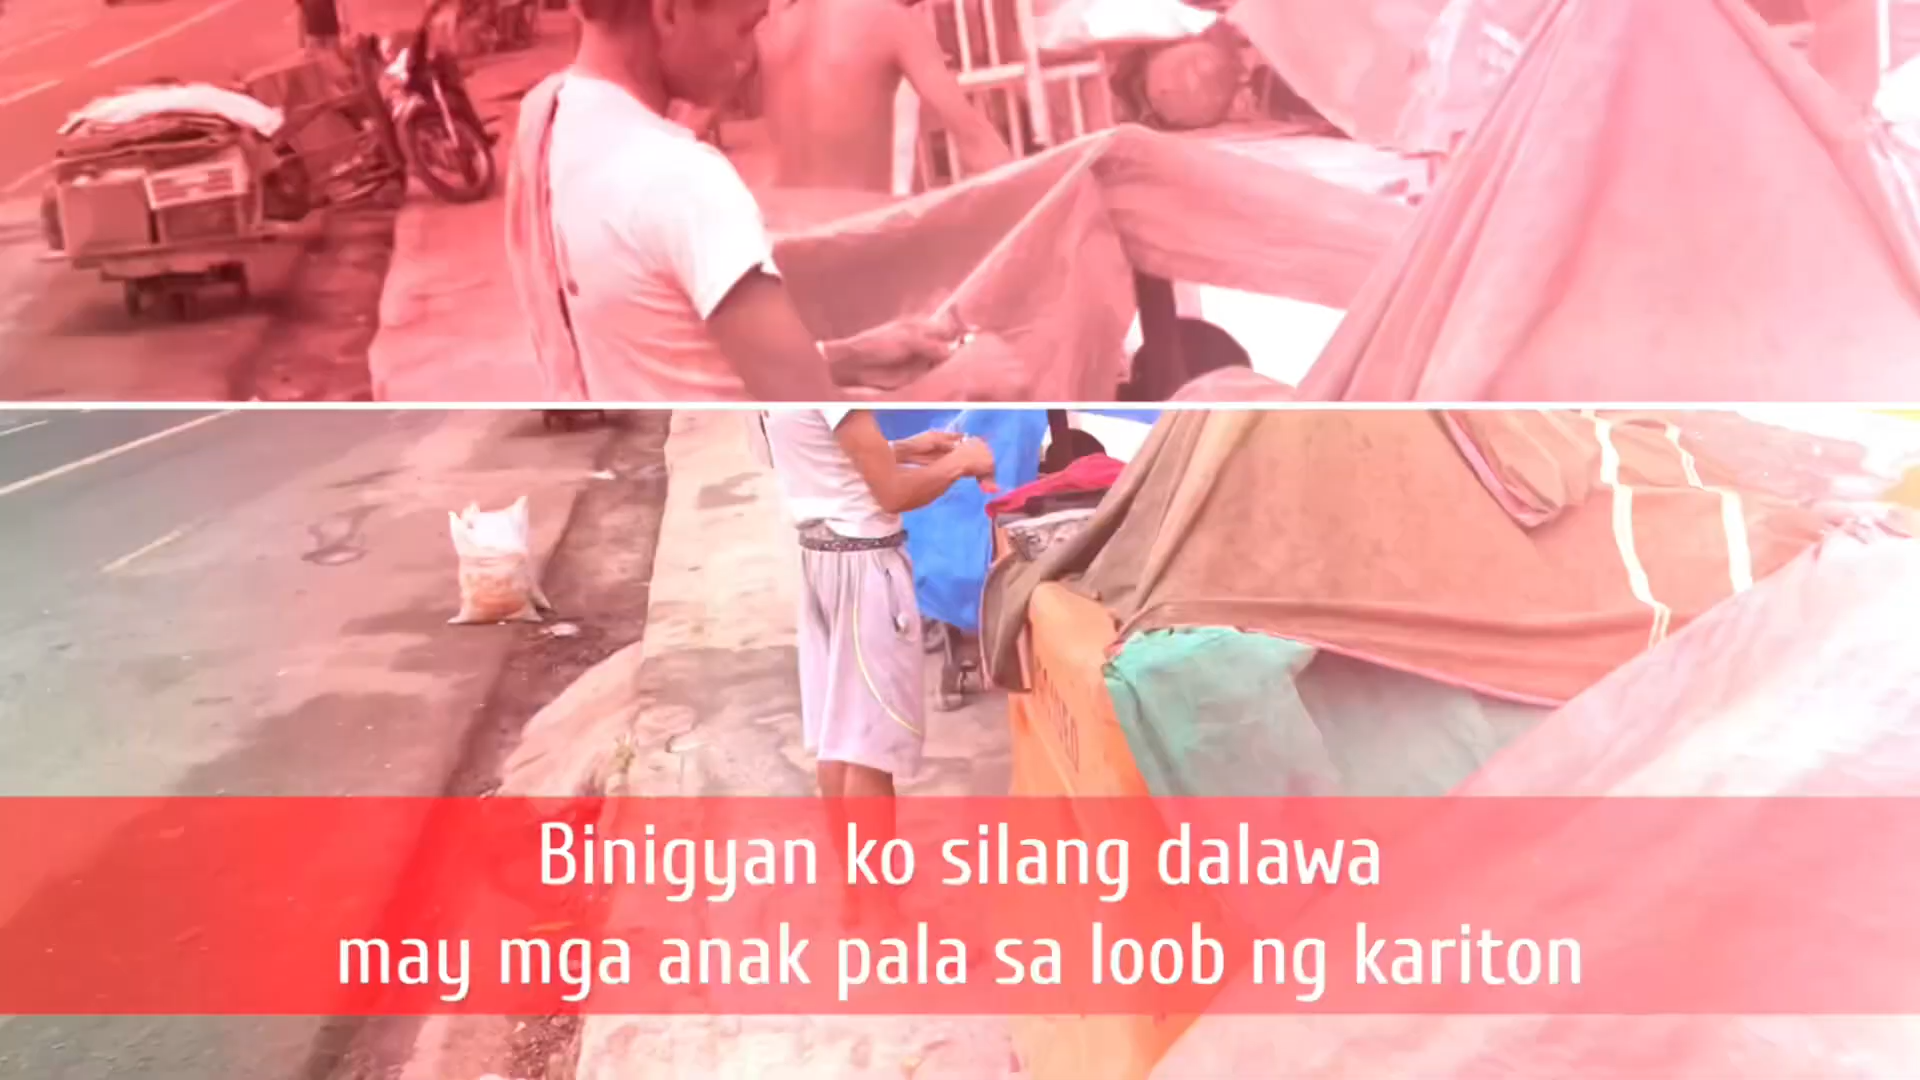 Binigyan ko silang dalawa
may mga anak pala sa loob ng kariton